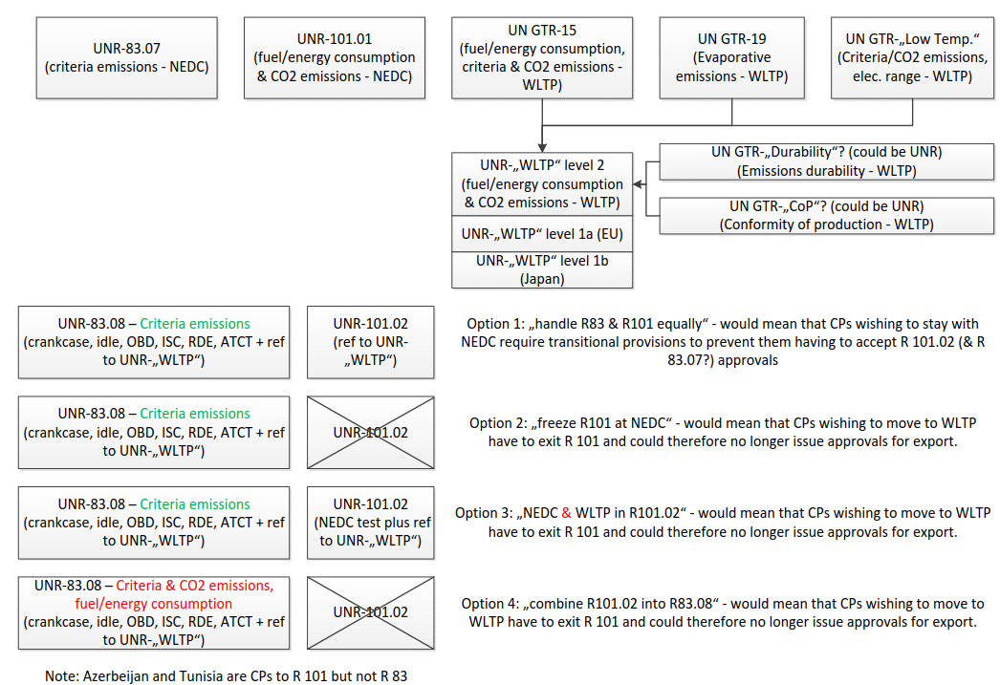 UNR-83.07
(criteria emissions - NEDC)
UNR-101.01
(fuel/energy consumption
& CO2 emissions - NEDC)
UN GTR-15
(fuel/energy consumption,
criteria & CO2 emissions -
WLTP)
UN GTR-19
(Evaporative
emissions - WLTP)
UN GTR-„Low Temp.“
(Criteria/CO2 emissions,
elec. range - WLTP)
UNR-„WLTP“ level 2
(fuel/energy consumption
& CO2 emissions - WLTP)
UNR-„WLTP“ level 1a (EU)
UNR-„WLTP“ level 1b
(Japan)
UN GTR-„Durability“? (could be UNR)
(Emissions durability - WLTP)
UN GTR-„CoP“? (could be UNR)
(Conformity of production - WLTP)
UNR-83.08 – Criteria emissions
(crankcase, idle, OBD, ISC, RDE, ATCT + ref
to UNR-„WLTP“)
UNR-101.02
(ref to UNR-
„WLTP“)
Option 1: „handle R83 & R101 equally“ - would mean that CPs wishing to stay with
NEDC require transitional provisions to prevent them having to accept R 101.02 (& R
83.07?) approvals
UNR-83.08 – Criteria emissions
(crankcase, idle, OBD, ISC, RDE, ATCT + ref
to UNR-„WLTP“)
UNR-101.02
Option 2: „freeze R101 at NEDC“ - would mean that CPs wishing to move to WLTP
have to exit R 101 and could therefore no longer issue approvals for export.
UNR-83.08 – Criteria emissions
(crankcase, idle, OBD, ISC, RDE, ATCT + ref
to UNR-„WLTP“)
UNR-101.02
(NEDC test plus ref
to UNR-„WLTP“)
Option 3: „NEDC & WLTP in R101.02“ - would mean that CPs wishing to move to WLTP
have to exit R 101 and could therefore no longer issue approvals for export.
UNR-83.08 – Criteria & CO2 emissions,
fuel/energy consumption
(crankcase, idle, OBD, ISC, RDE, ATCT + ref
to UNR-„WLTP“)
UNR-101.02
Option 4: „combine R101.02 into R83.08“ - would mean that CPs wishing to move to
WLTP have to exit R 101 and could therefore no longer issue approvals for export.
Note: Azerbeijan and Tunisia are CPs to R 101 but not R 83